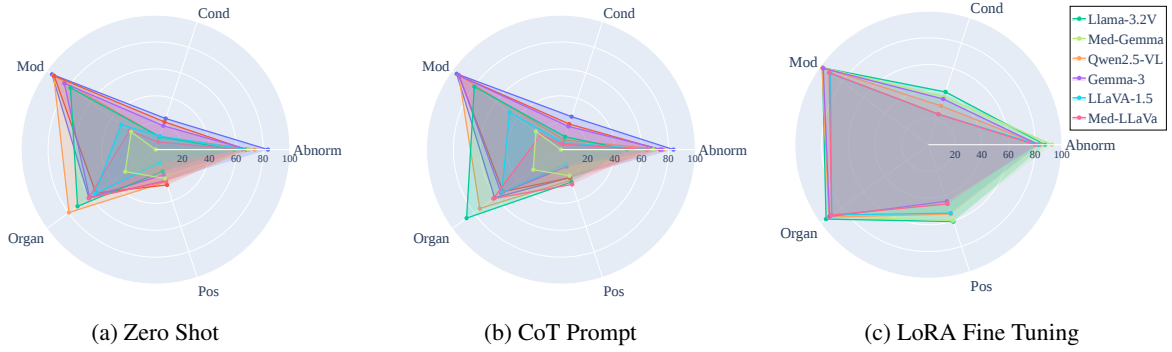 Cond
Mod
Abnorm
20 40 60 80 100
Organ
Pos
(a) Zero Shot
Cond
Mod
Abnorm
20 40 60 80 100
Organ
Pos
(b) CoT Prompt
Cond
Mod
Abnorm
20 40 60 80 100
Organ
Pos
(c) LoRA Fine Tuning
Llama-3.2V
Med-Gemma
Qwen2.5-VL
Gemma-3
LLaVA-1.5
Med-LLaVa